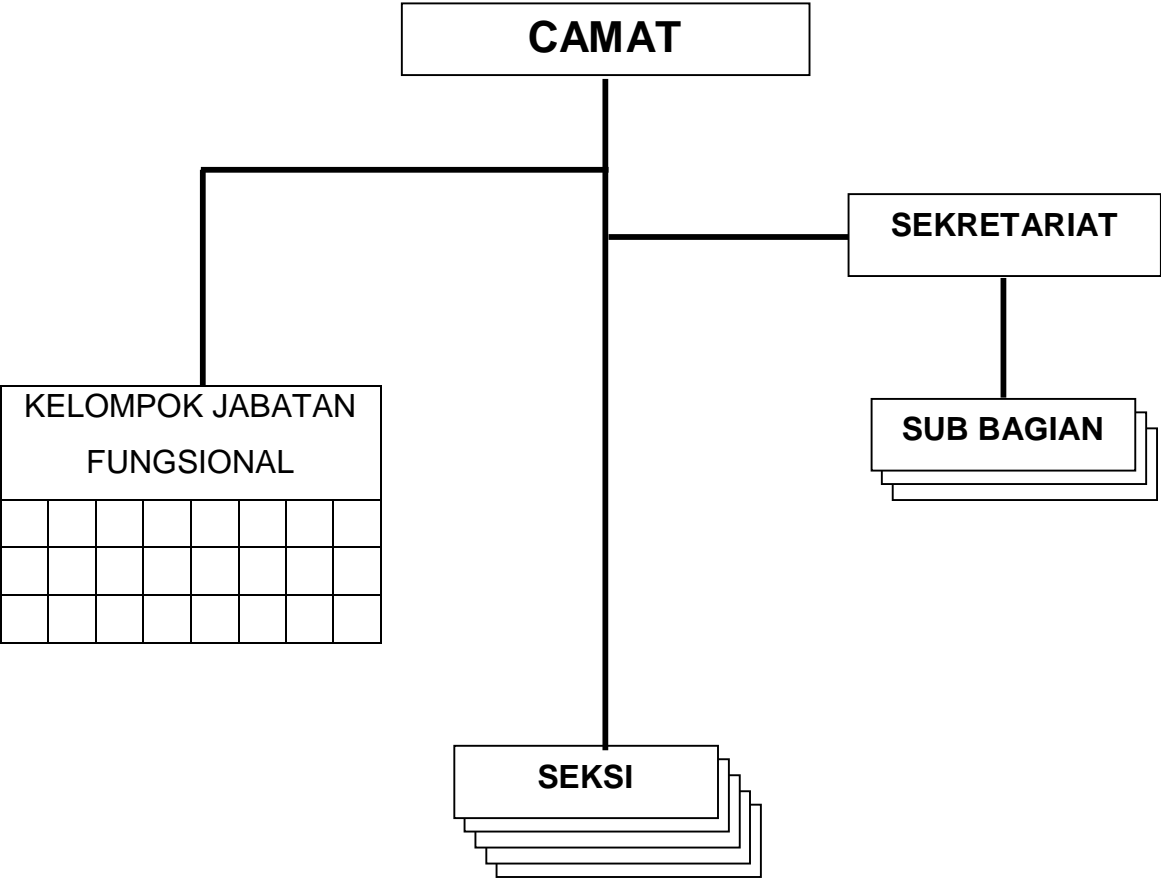 CAMAT
SEKRETARIAT
KELOMPOK JABATAN
FUNGSIONAL
SUB BAGIAN
SEKSI